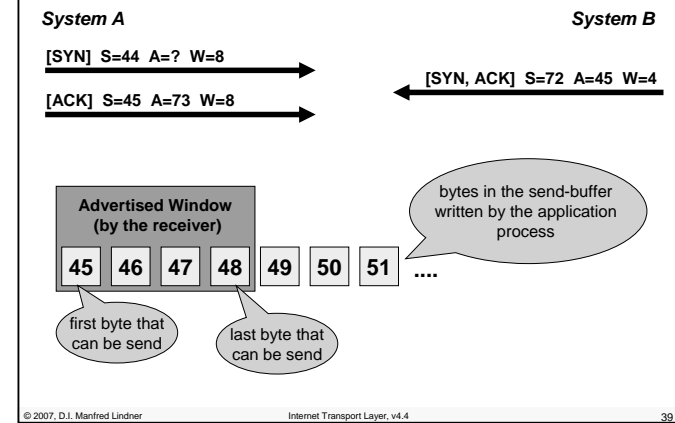 System A
System B
[SYN] S=44 A=? W=8
[SYN, ACK] S=72 A=45 W=4
[ACK] S=45 A=73 W=8
Advertised Window
(by the receiver)
bytes in the send-buffer
written by the application
process
45 46 47 48 49 50 51 ....
first byte that
can be send
last byte that
can be send
© 2007, D.I. Manfred Lindner
Internet Transport Layer, v4.4
39